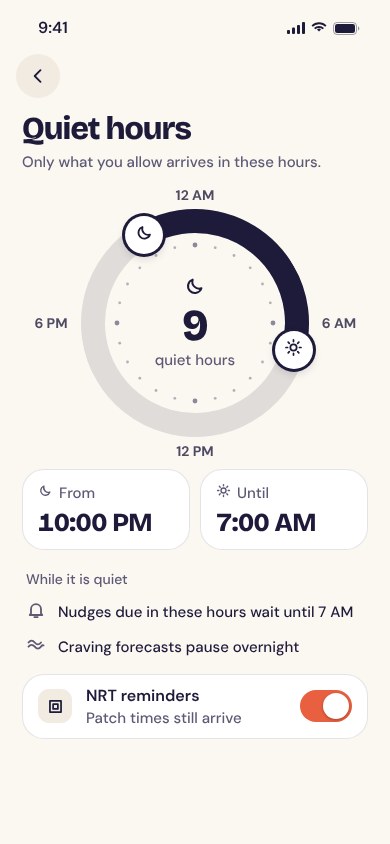 9:41
Quiet hours
Only what you allow arrives in these hours.
12 AM
6 PM
9
quiet hours
6 AM
12 PM
From
10:00 PM
Until
7:00 AM
While it is quiet
Nudges due in these hours wait until 7 AM
Craving forecasts pause overnight
NRT reminders
Patch times still arrive